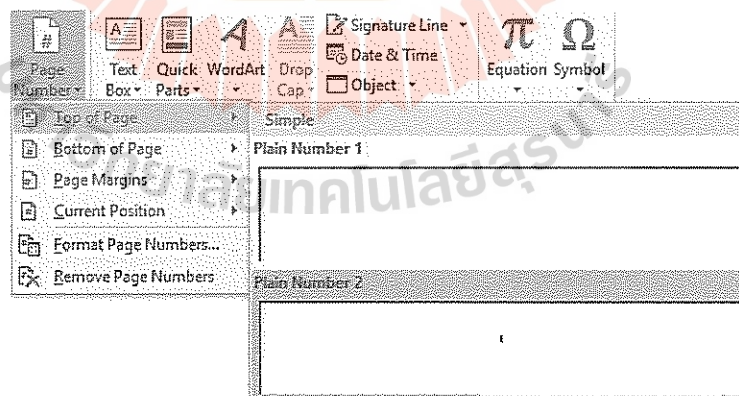 Signature Line
Date & Time
Object
Page Number
Text Box
Quick Parts
WordArt
Drop Cap
Equation
Symbol
#
A
π
Ω
Top of Page
Bottom of Page
Page Margins
Current Position
Format Page Numbers...
Remove Page Numbers
Simple
Plain Number 1
Plain Number 2
1